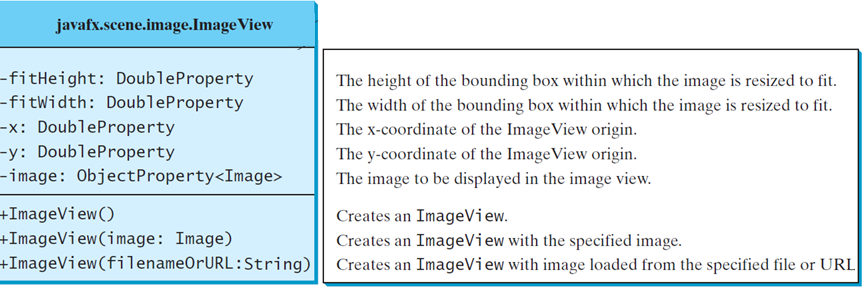 javafx.scene.image.ImageView
-fitHeight: DoubleProperty
-fitWidth: DoubleProperty
-x: DoubleProperty
-y: DoubleProperty
-image: ObjectProperty<Image>
+ImageView()
+ImageView(image: Image)
+ImageView(filenameOrURL:String)
The height of the bounding box within which the image is resized to fit.
The width of the bounding box within which the image is resized to fit.
The x-coordinate of the ImageView origin.
The y-coordinate of the ImageView origin.
The image to be displayed in the image view.
Creates an ImageView.
Creates an ImageView with the specified image.
Creates an ImageView with image loaded from the specified file or URL